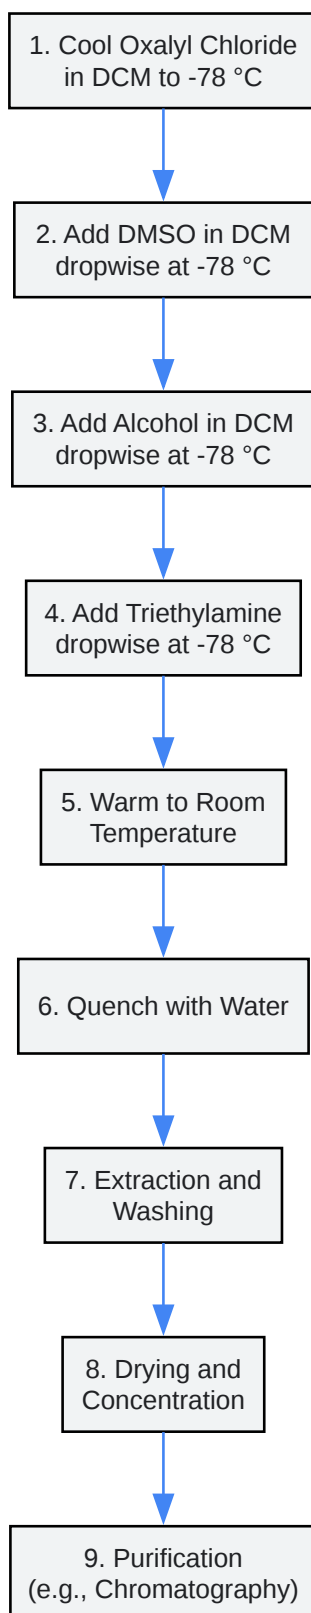 1. Cool Oxalyl Chloride
in DCM to -78 °C
2. Add DMSO in DCM
dropwise at -78 °C
3. Add Alcohol in DCM
dropwise at -78 °C
4. Add Triethylamine
dropwise at -78 °C
5. Warm to Room
Temperature
6. Quench with Water
7. Extraction and
Washing
8. Drying and
Concentration
9. Purification
(e.g., Chromatography)